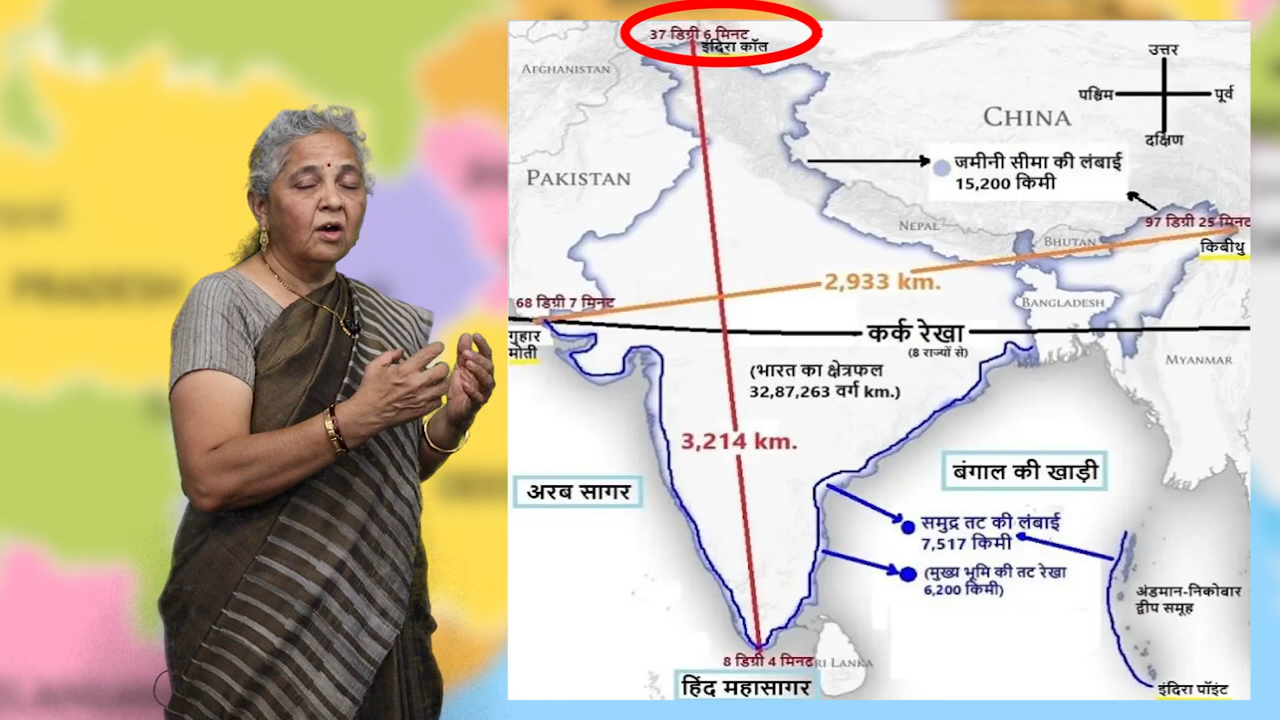 37 डिग्री 6 मिनट
इंदिरा कॉल
उत्तर
AFGHANISTAN
पश्चिम
पूर्व
CHINA
दक्षिण
जमीनी सीमा की लंबाई
15,200 किमी
PAKISTAN
97 डिग्री 25 मिनट
NEPAL
BHUTAN
किबीथु
2,933 km.
68 डिग्री 7 मिनट
BANGLADESH
कर्क रेखा
(8 राज्यों से)
गुहार
मोती
MYANMAR
(भारत का क्षेत्रफल
32,87,263 वर्ग km.)
3,214 km.
बंगाल की खाड़ी
अरब सागर
समुद्र तट की लंबाई
7,517 किमी
(मुख्य भूमि की तट रेखा
6,200 किमी)
अंडमान-निकोबार
द्वीप समूह
8 डिग्री 4 मिनट
RI LANKA
हिंद महासागर
इंदिरा पॉइंट